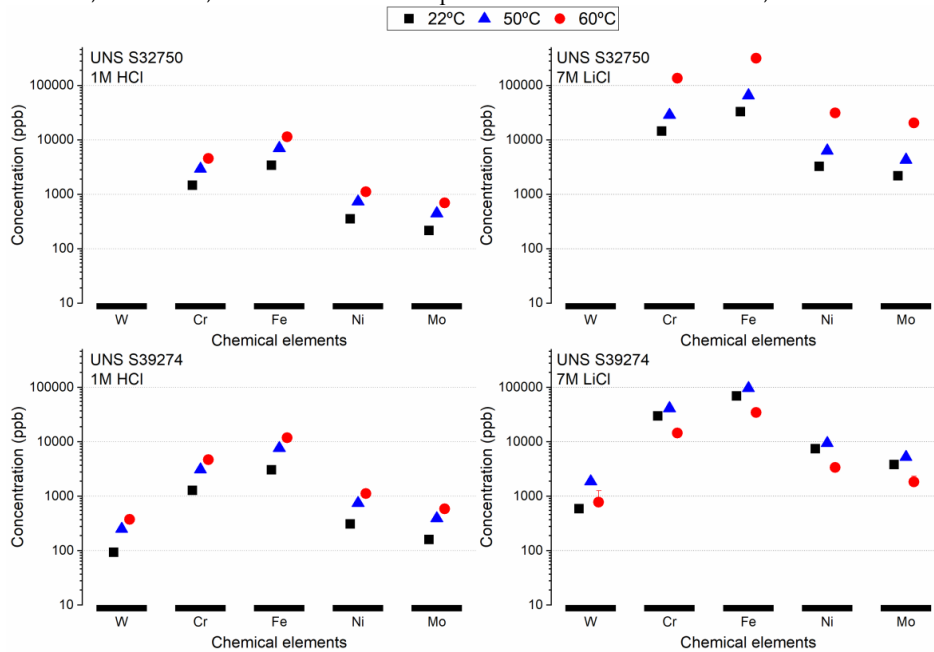 22ºC 50ºC 60ºC
UNS S32750
1M HCl
100000
10000
1000
100
10
Concentration (ppb)
W Cr Fe Ni Mo
Chemical elements
UNS S32750
7M LiCl
100000
10000
1000
100
10
Concentration (ppb)
W Cr Fe Ni Mo
Chemical elements
UNS S39274
1M HCl
100000
10000
1000
100
10
Concentration (ppb)
W Cr Fe Ni Mo
Chemical elements
UNS S39274
7M LiCl
100000
10000
1000
100
10
Concentration (ppb)
W Cr Fe Ni Mo
Chemical elements